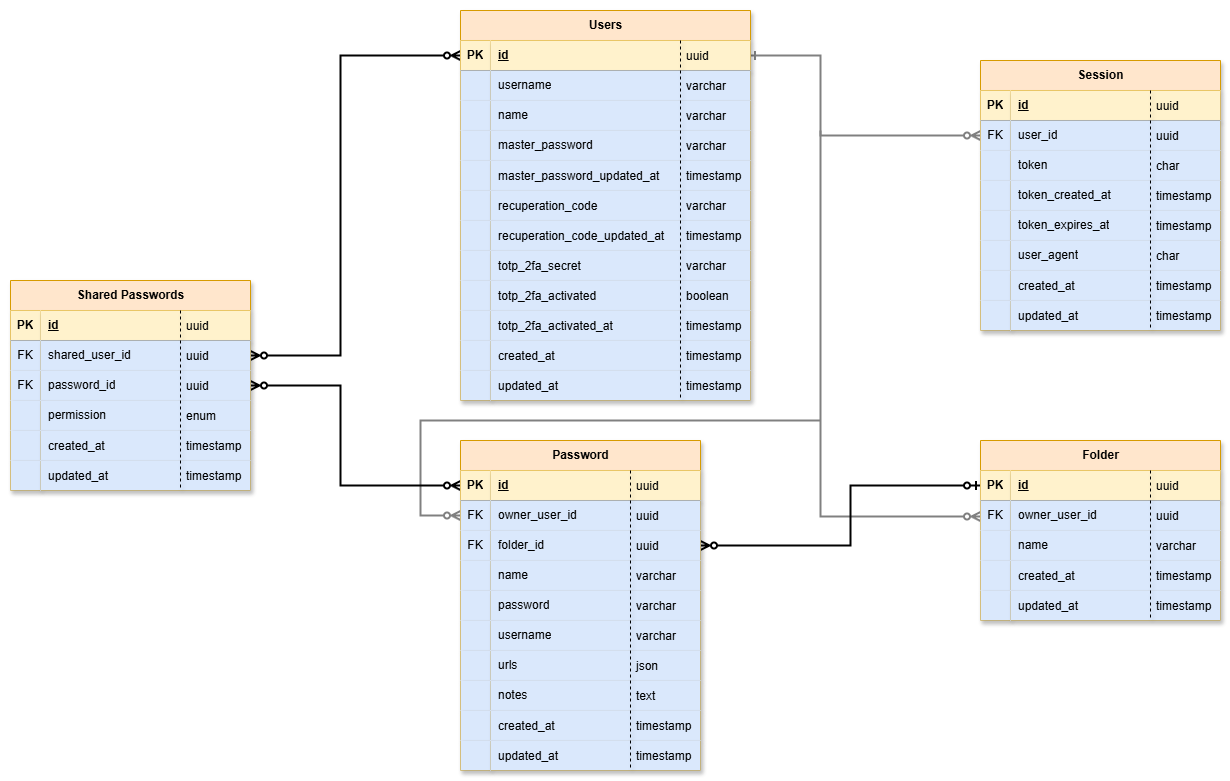 Users
PK id uuid
username varchar
name varchar
master_password varchar
master_password_updated_at timestamp
recuperation_code varchar
recuperation_code_updated_at timestamp
totp_2fa_secret varchar
totp_2fa_activated boolean
totp_2fa_activated_at timestamp
created_at timestamp
updated_at timestamp
Session
PK id uuid
FK user_id uuid
token char
token_created_at timestamp
token_expires_at timestamp
user_agent char
created_at timestamp
updated_at timestamp
Shared Passwords
PK id uuid
FK shared_user_id uuid
FK password_id uuid
permission enum
created_at timestamp
updated_at timestamp
Password
PK id uuid
FK owner_user_id uuid
FK folder_id uuid
name varchar
password varchar
username varchar
urls json
notes text
created_at timestamp
updated_at timestamp
Folder
PK id uuid
FK owner_user_id uuid
name varchar
created_at timestamp
updated_at timestamp